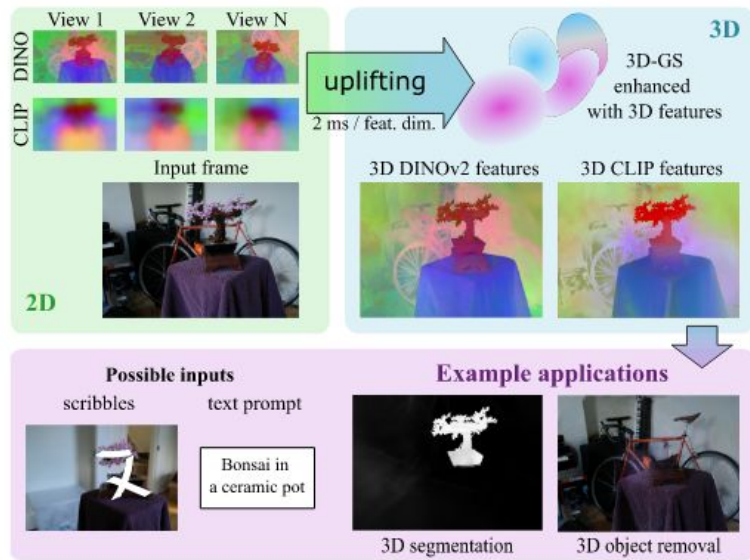 View 1
View 2
View N
DINO
CLIP
uplifting
2 ms / feat. dim.
Input frame
2D
3D
3D-GS
enhanced
with 3D features
3D DINOv2 features
3D CLIP features
Possible inputs
scribbles
text prompt
Bonsai in
a ceramic pot
Example applications
3D segmentation
3D object removal